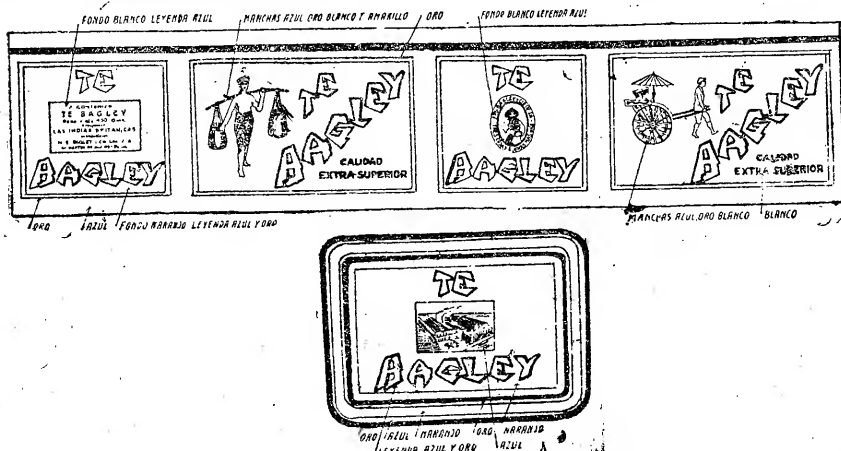 FONDO BLANCO LEYENDA AZUL
MANCHAS AZUL ORO BLANCO Y AMARILLO
ORO
FONDO BLANCO LEYENDA AZUL
TE
CONTENIDO
TE BAGLEY
LAS INDIAS
BAGLEY
TE
BAGLEY
CALIDAD
EXTRA-SUPERIOR
TE
BAGLEY
TE
BAGLEY
CALIDAD
EXTRA SUPERIOR
ORO
AZUL
FONDO NARANJO LEYENDA AZUL Y ORO
MANCHAS AZUL, ORO BLANCO
BLANCO
TE
BAGLEY
ORO
AZUL
NARANJO
ORO
NARANJO
LEYENDA AZUL Y ORO
AZUL